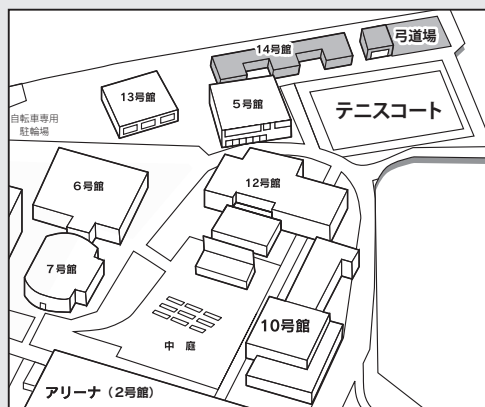 弓道場
14号館
13号館
5号館
テニスコート
自転車専用
駐輪場
6号館
12号館
7号館
10号館
中庭
アリーナ（2号館）